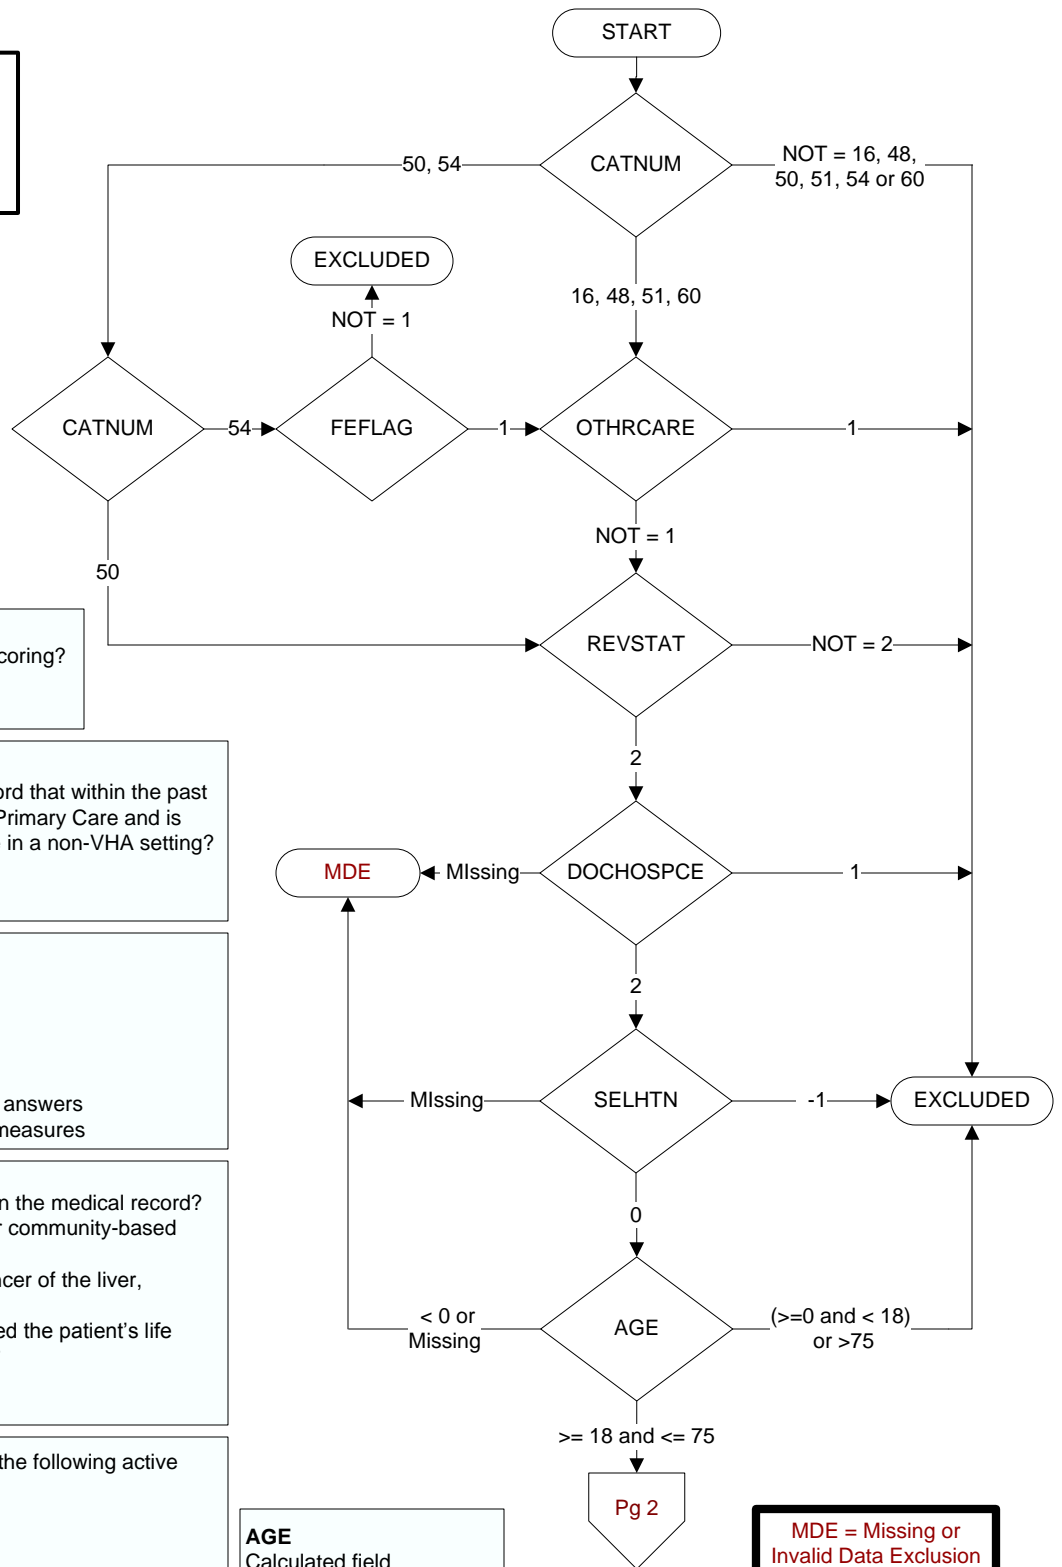 START
CATNUM
50, 54
NOT = 16, 48,
50, 51, 54 or 60
EXCLUDED
16, 48, 51, 60
NOT = 1
CATNUM
54
FEFLAG
1
OTHRCARE
1
NOT = 1
50
REVSTAT
NOT = 2
coring?
2
ord that within the past
Primary Care and is
in a non-VHA setting?
MDE
MIssing
DOCHOSPCE
1
2
answers
measures
MIssing
SELHTN
-1
EXCLUDED
n the medical record?
r community-based
ncer of the liver,
ed the patient's life
0
< 0 or
Missing
AGE
(>=0 and < 18)
or >75
>= 18 and <= 75
the following active
Pg 2
AGE
Calculated field
MDE = Missing or
Invalid Data Exclusion